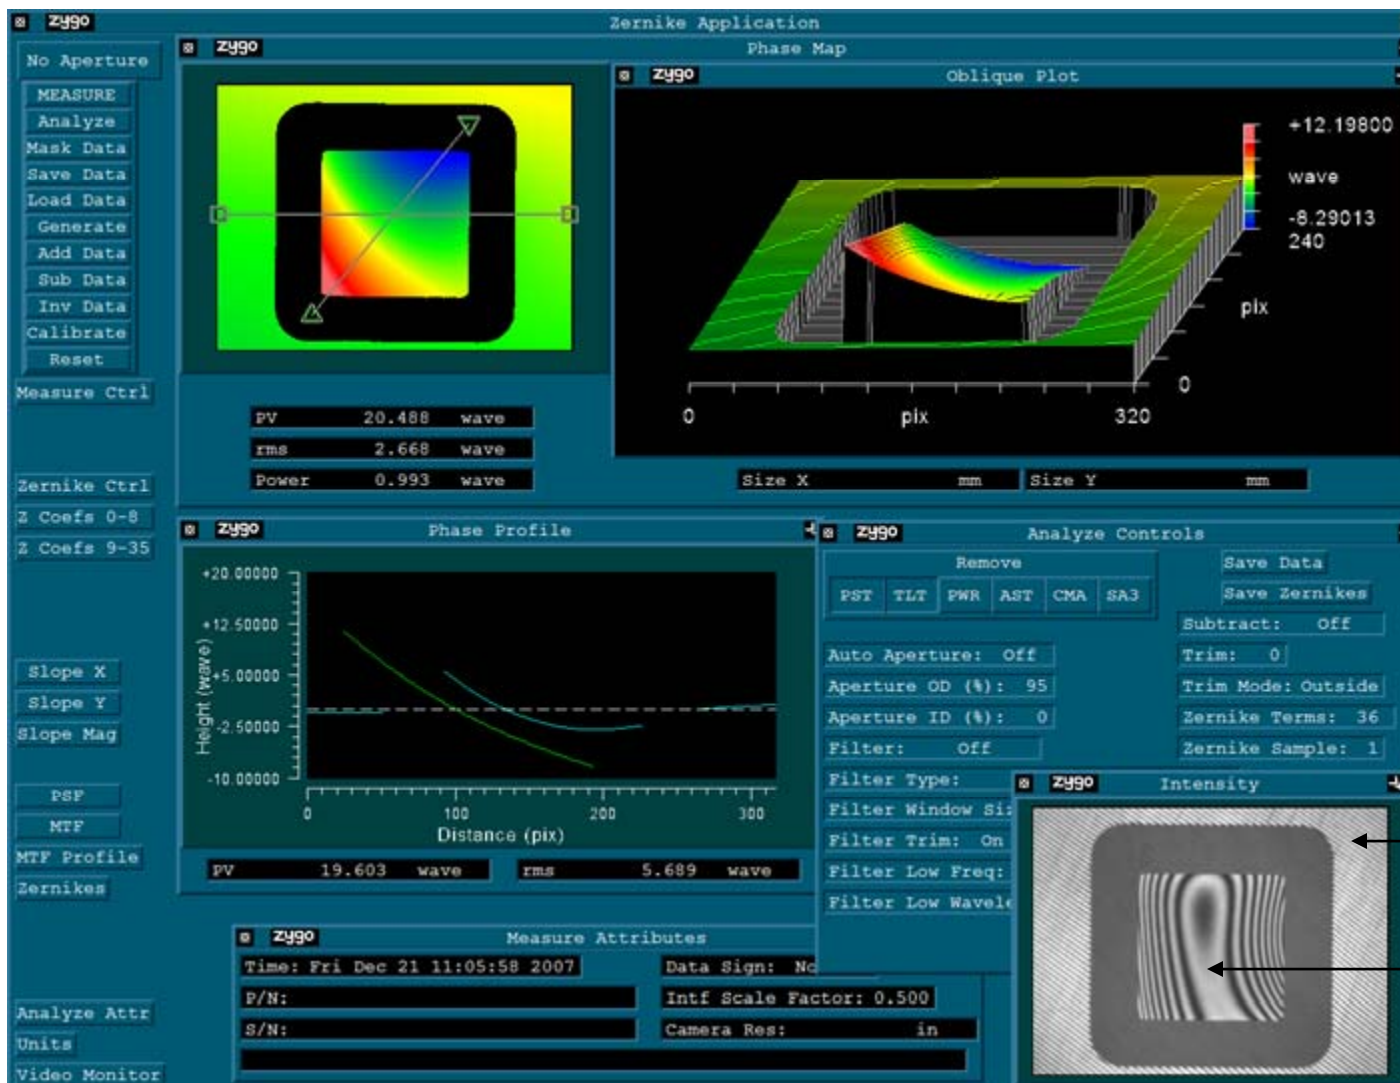 zygo Zernike Application
No Aperture
MEASURE
Analyze
Mask Data
Save Data
Load Data
Generate
Add Data
Sub Data
Inv Data
Calibrate
Reset
Measure Ctrl
Zernike Ctrl
Z Coefs 0-8
Z Coefs 9-35
Slope X
Slope Y
Slope Mag
PSF
MTF
MTF Profile
Zernikes
Analyze Attr
Units
Video Monitor
zygo Phase Map
PV 20.488 wave
rms 2.668 wave
Power 0.993 wave
zygo Oblique Plot
+12.19800
wave
-8.29013
240
pix
0
0 pix 320
Size X mm Size Y mm
zygo Phase Profile
+20.00000
+12.50000
+5.00000
-2.50000
-10.00000
Height (wave)
0 100 200 300
Distance (pix)
PV 19.603 wave rms 5.689 wave
zygo Analyze Controls
Remove
PST TLT PWR AST CMA SA3
Save Data
Save Zernikes
Subtract: Off
Auto Aperture: Off Trim: 0
Aperture OD (%): 95 Trim Mode: Outside
Aperture ID (%): 0 Zernike Terms: 36
Filter: Off Zernike Sample: 1
Filter Type:
Filter Window Siz
Filter Trim: On
Filter Low Freq:
Filter Low Wavele
zygo Intensity
zygo Measure Attributes
Time: Fri Dec 21 11:05:58 2007 Data Sign: No
P/N: Intf Scale Factor: 0.500
S/N: Camera Res: in